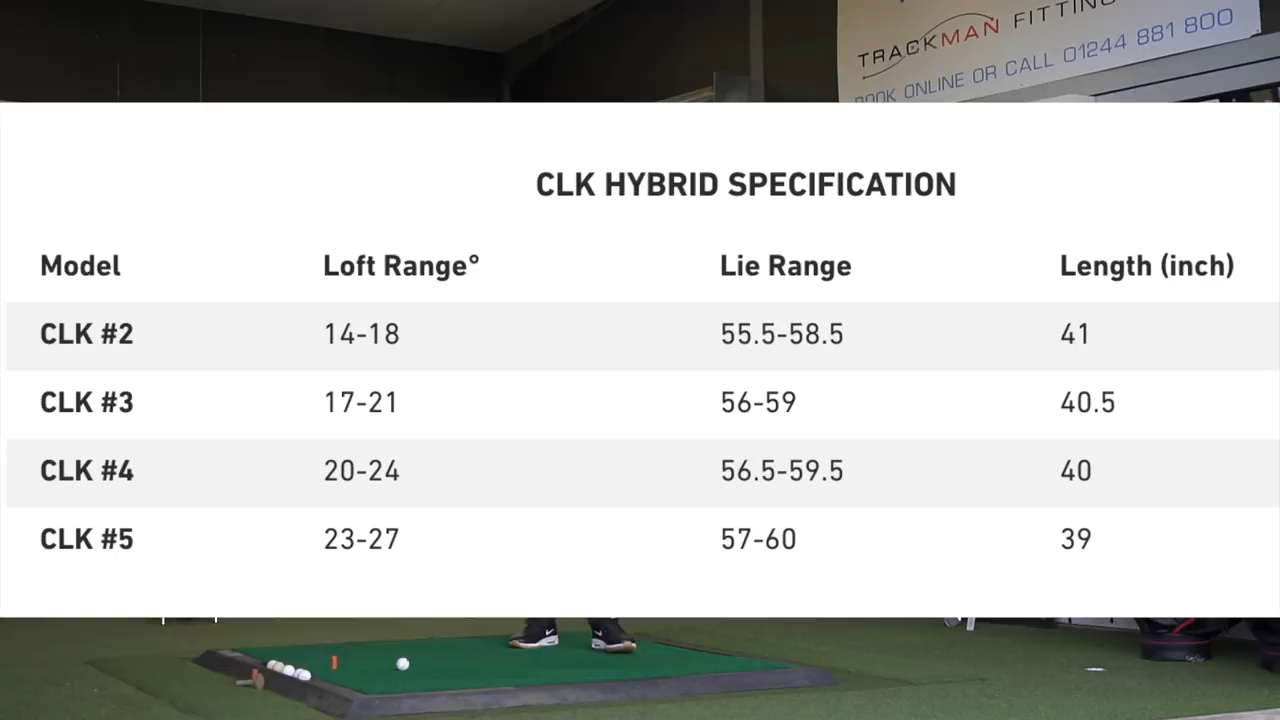 TRACKMAN FITTING
BOOK ONLINE OR CALL 01244 881 800
CLK HYBRID SPECIFICATION
Model Loft Range° Lie Range Length (inch)
CLK #2 14-18 55.5-58.5 41
CLK #3 17-21 56-59 40.5
CLK #4 20-24 56.5-59.5 40
CLK #5 23-27 57-60 39